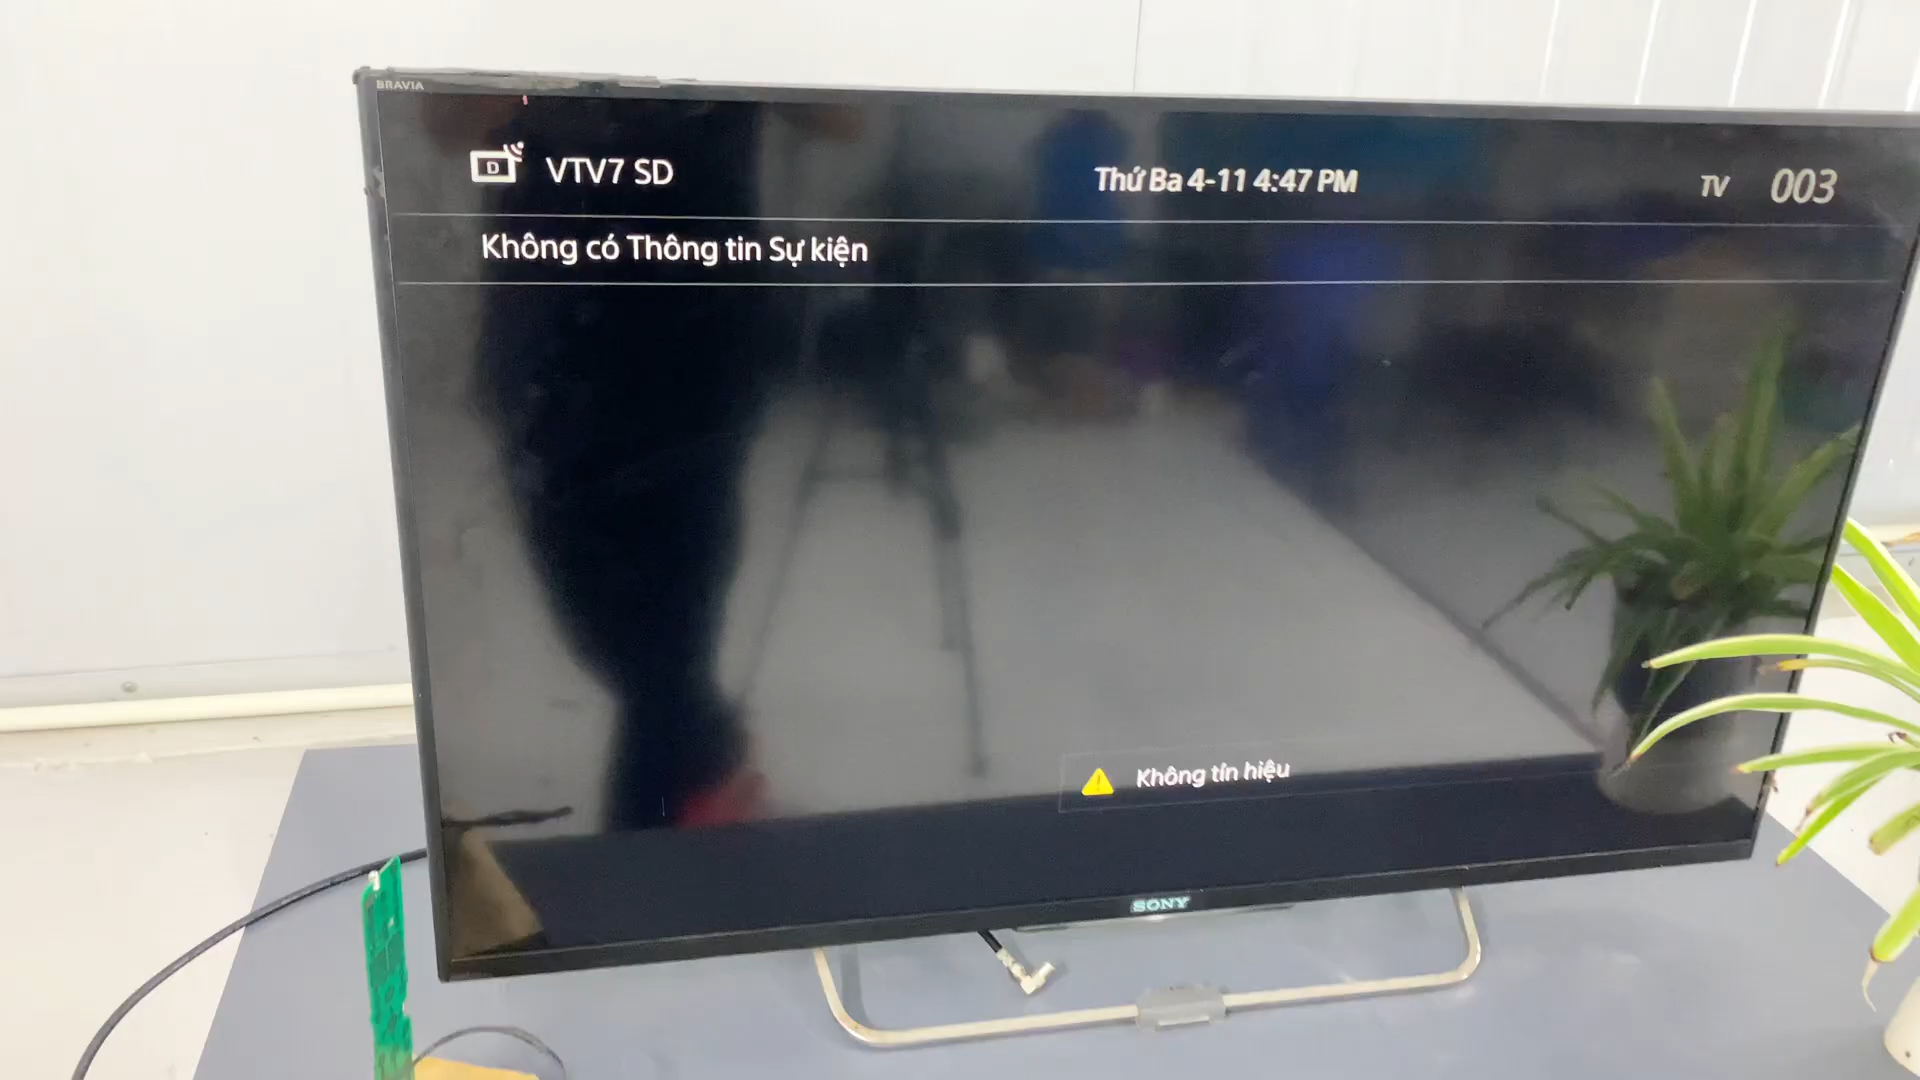 BRAVIA
D
VTV7 SD
Thứ Ba 4-11 4:47 PM
TV 003
Không có Thông tin Sự kiện
Không tín hiệu
SONY